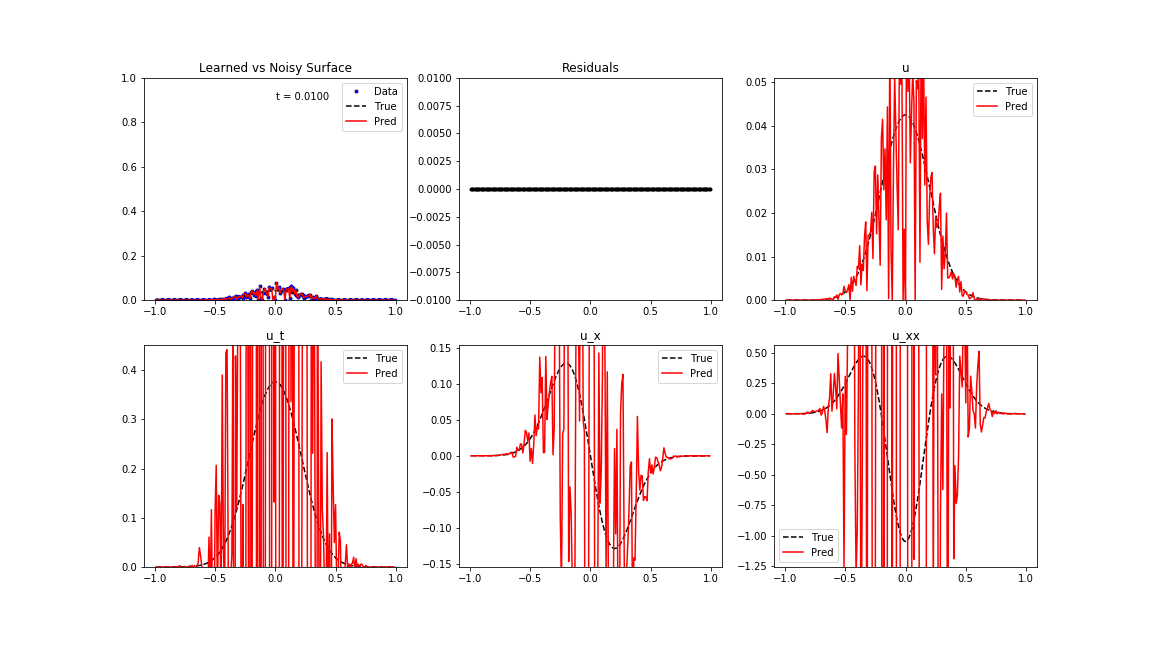 Learned vs Noisy Surface
1.0
0.8
0.6
0.4
0.2
0.0
−1.0 −0.5 0.0 0.5 1.0
t = 0.0100
Data
True
Pred
Residuals
0.0100
0.0075
0.0050
0.0025
0.0000
−0.0025
−0.0050
−0.0075
−0.0100
−1.0 −0.5 0.0 0.5 1.0
u
0.05
0.04
0.03
0.02
0.01
0.00
−1.0 −0.5 0.0 0.5 1.0
True
Pred
u_t
0.4
0.3
0.2
0.1
0.0
−1.0 −0.5 0.0 0.5 1.0
True
Pred
u_x
0.15
0.10
0.05
0.00
−0.05
−0.10
−0.15
−1.0 −0.5 0.0 0.5 1.0
True
Pred
u_xx
0.50
0.25
0.00
−0.25
−0.50
−0.75
−1.00
−1.25
−1.0 −0.5 0.0 0.5 1.0
True
Pred